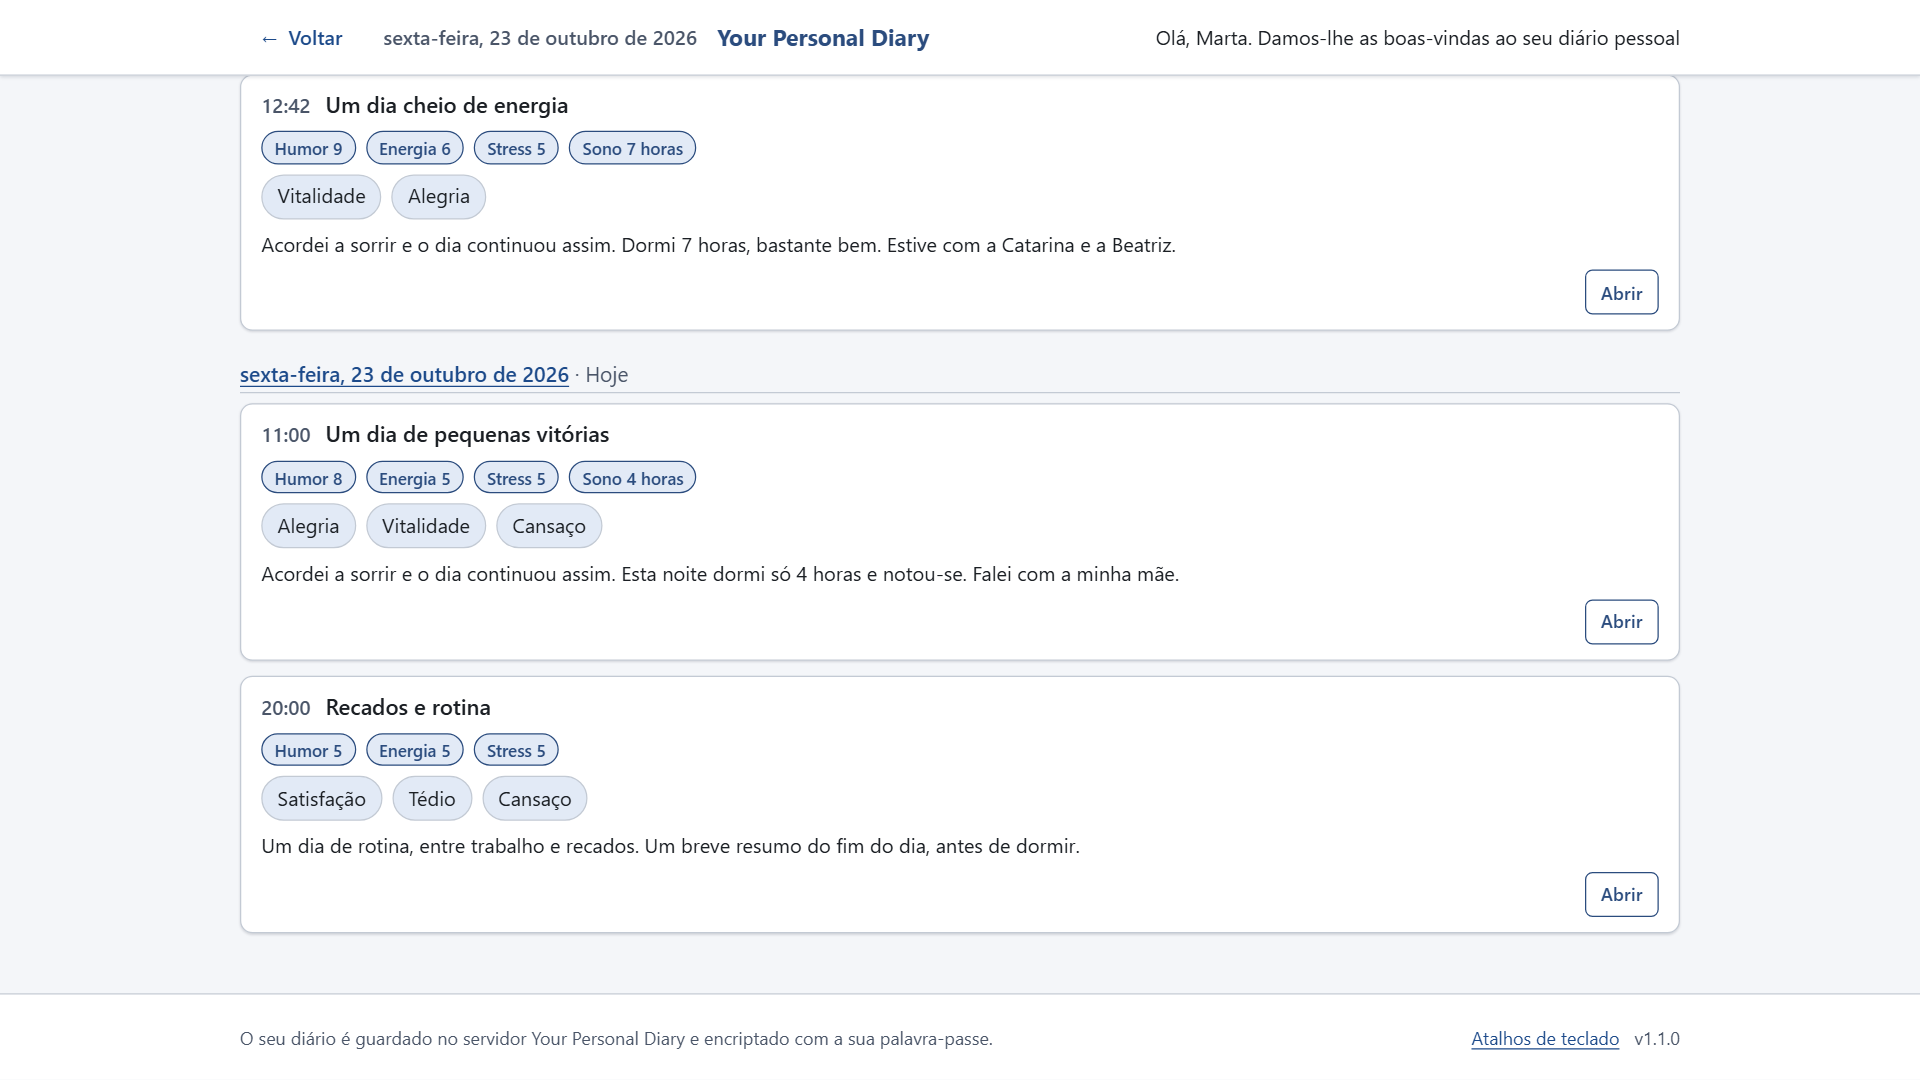 ← Voltar sexta-feira, 23 de outubro de 2026 Your Personal Diary Olá, Marta. Damos-lhe as boas-vindas ao seu diário pessoal
12:42 Um dia cheio de energia
Humor 9 Energia 6 Stress 5 Sono 7 horas
Vitalidade Alegria
Acordei a sorrir e o dia continuou assim. Dormi 7 horas, bastante bem. Estive com a Catarina e a Beatriz.
Abrir
sexta-feira, 23 de outubro de 2026 · Hoje
11:00 Um dia de pequenas vitórias
Humor 8 Energia 5 Stress 5 Sono 4 horas
Alegria Vitalidade Cansaço
Acordei a sorrir e o dia continuou assim. Esta noite dormi só 4 horas e notou-se. Falei com a minha mãe.
Abrir
20:00 Recados e rotina
Humor 5 Energia 5 Stress 5
Satisfação Tédio Cansaço
Um dia de rotina, entre trabalho e recados. Um breve resumo do fim do dia, antes de dormir.
Abrir
O seu diário é guardado no servidor Your Personal Diary e encriptado com a sua palavra-passe. Atalhos de teclado v1.1.0